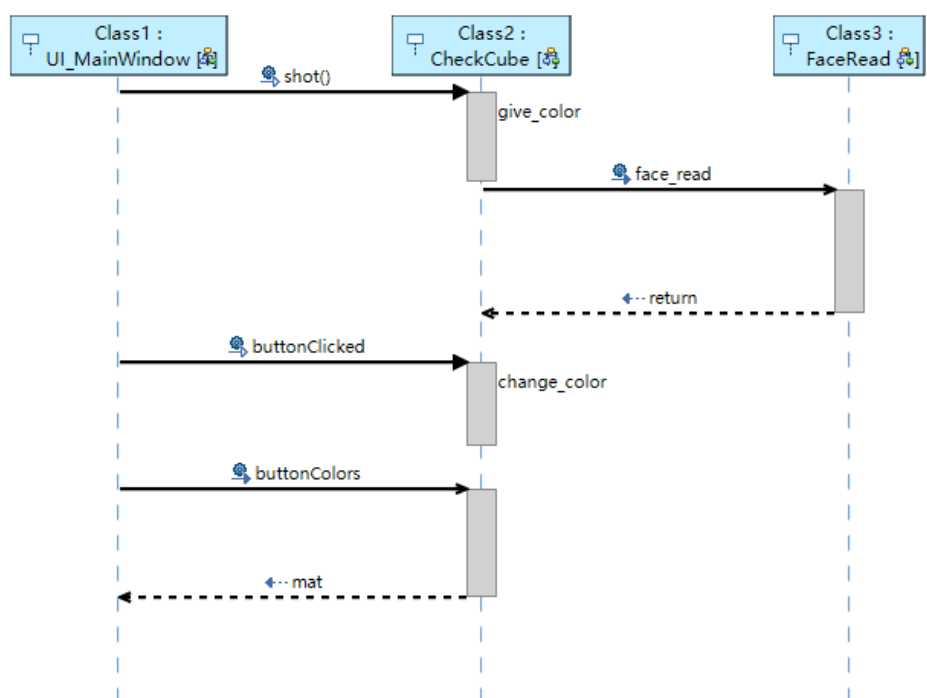 Class1 :
UI_MainWindow [
Class2 :
CheckCube [
Class3 :
FaceRead ]
shot()
give_color
face_read
return
buttonClicked
change_color
buttonColors
mat